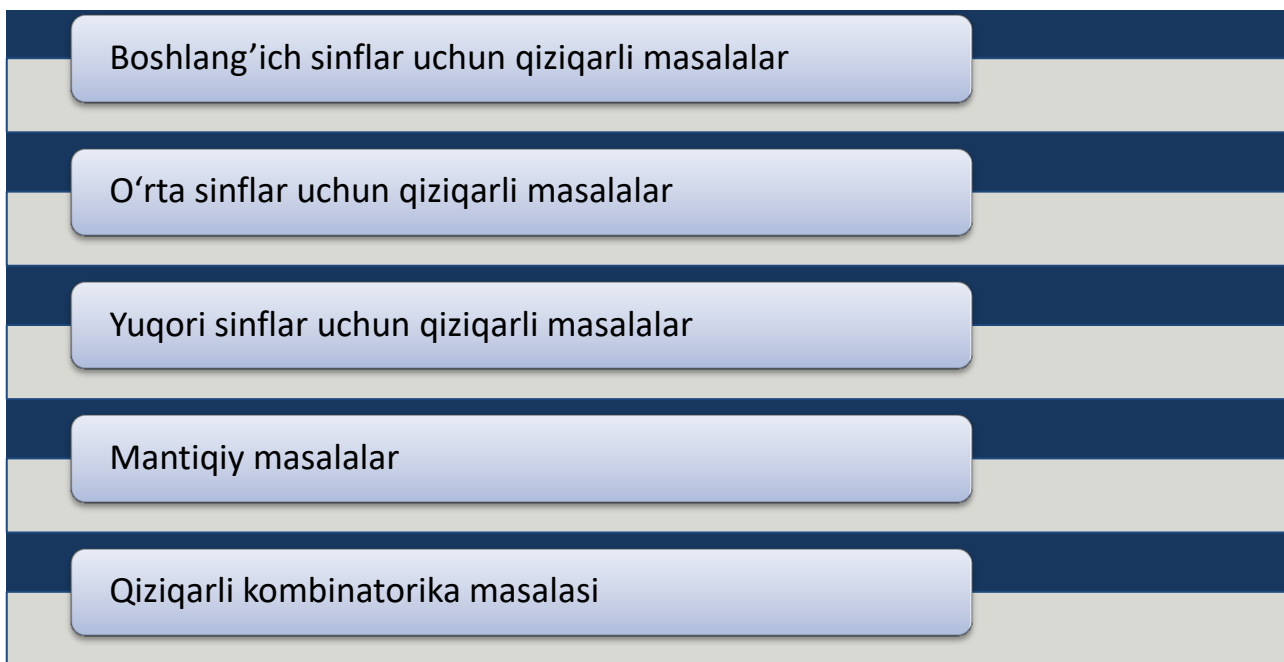 Boshlang’ich sinflar uchun qiziqarli masalalar
O‘rta sinflar uchun qiziqarli masalalar
Yuqori sinflar uchun qiziqarli masalalar
Mantiqiy masalalar
Qiziqarli kombinatorika masalasi